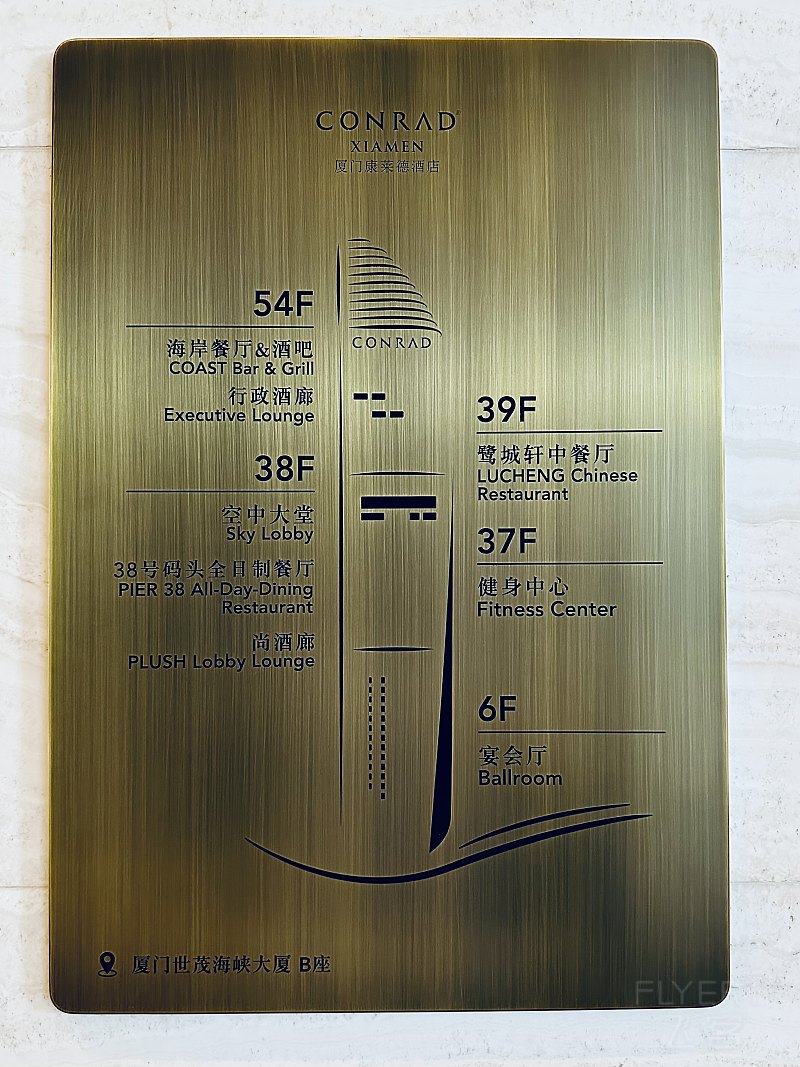 CONRAD
XIAMEN
厦门康莱德酒店
CONRAD
54F
海岸餐厅&酒吧
COAST Bar & Grill
行政酒廊
Executive Lounge
38F
空中大堂
Sky Lobby
38号码头全日制餐厅
PIER 38 All-Day-Dining
Restaurant
尚酒廊
PLUSH Lobby Lounge
39F
鹭城轩中餐厅
LUCHENG Chinese
Restaurant
37F
健身中心
Fitness Center
6F
宴会厅
Ballroom
厦门世茂海峡大厦 B座